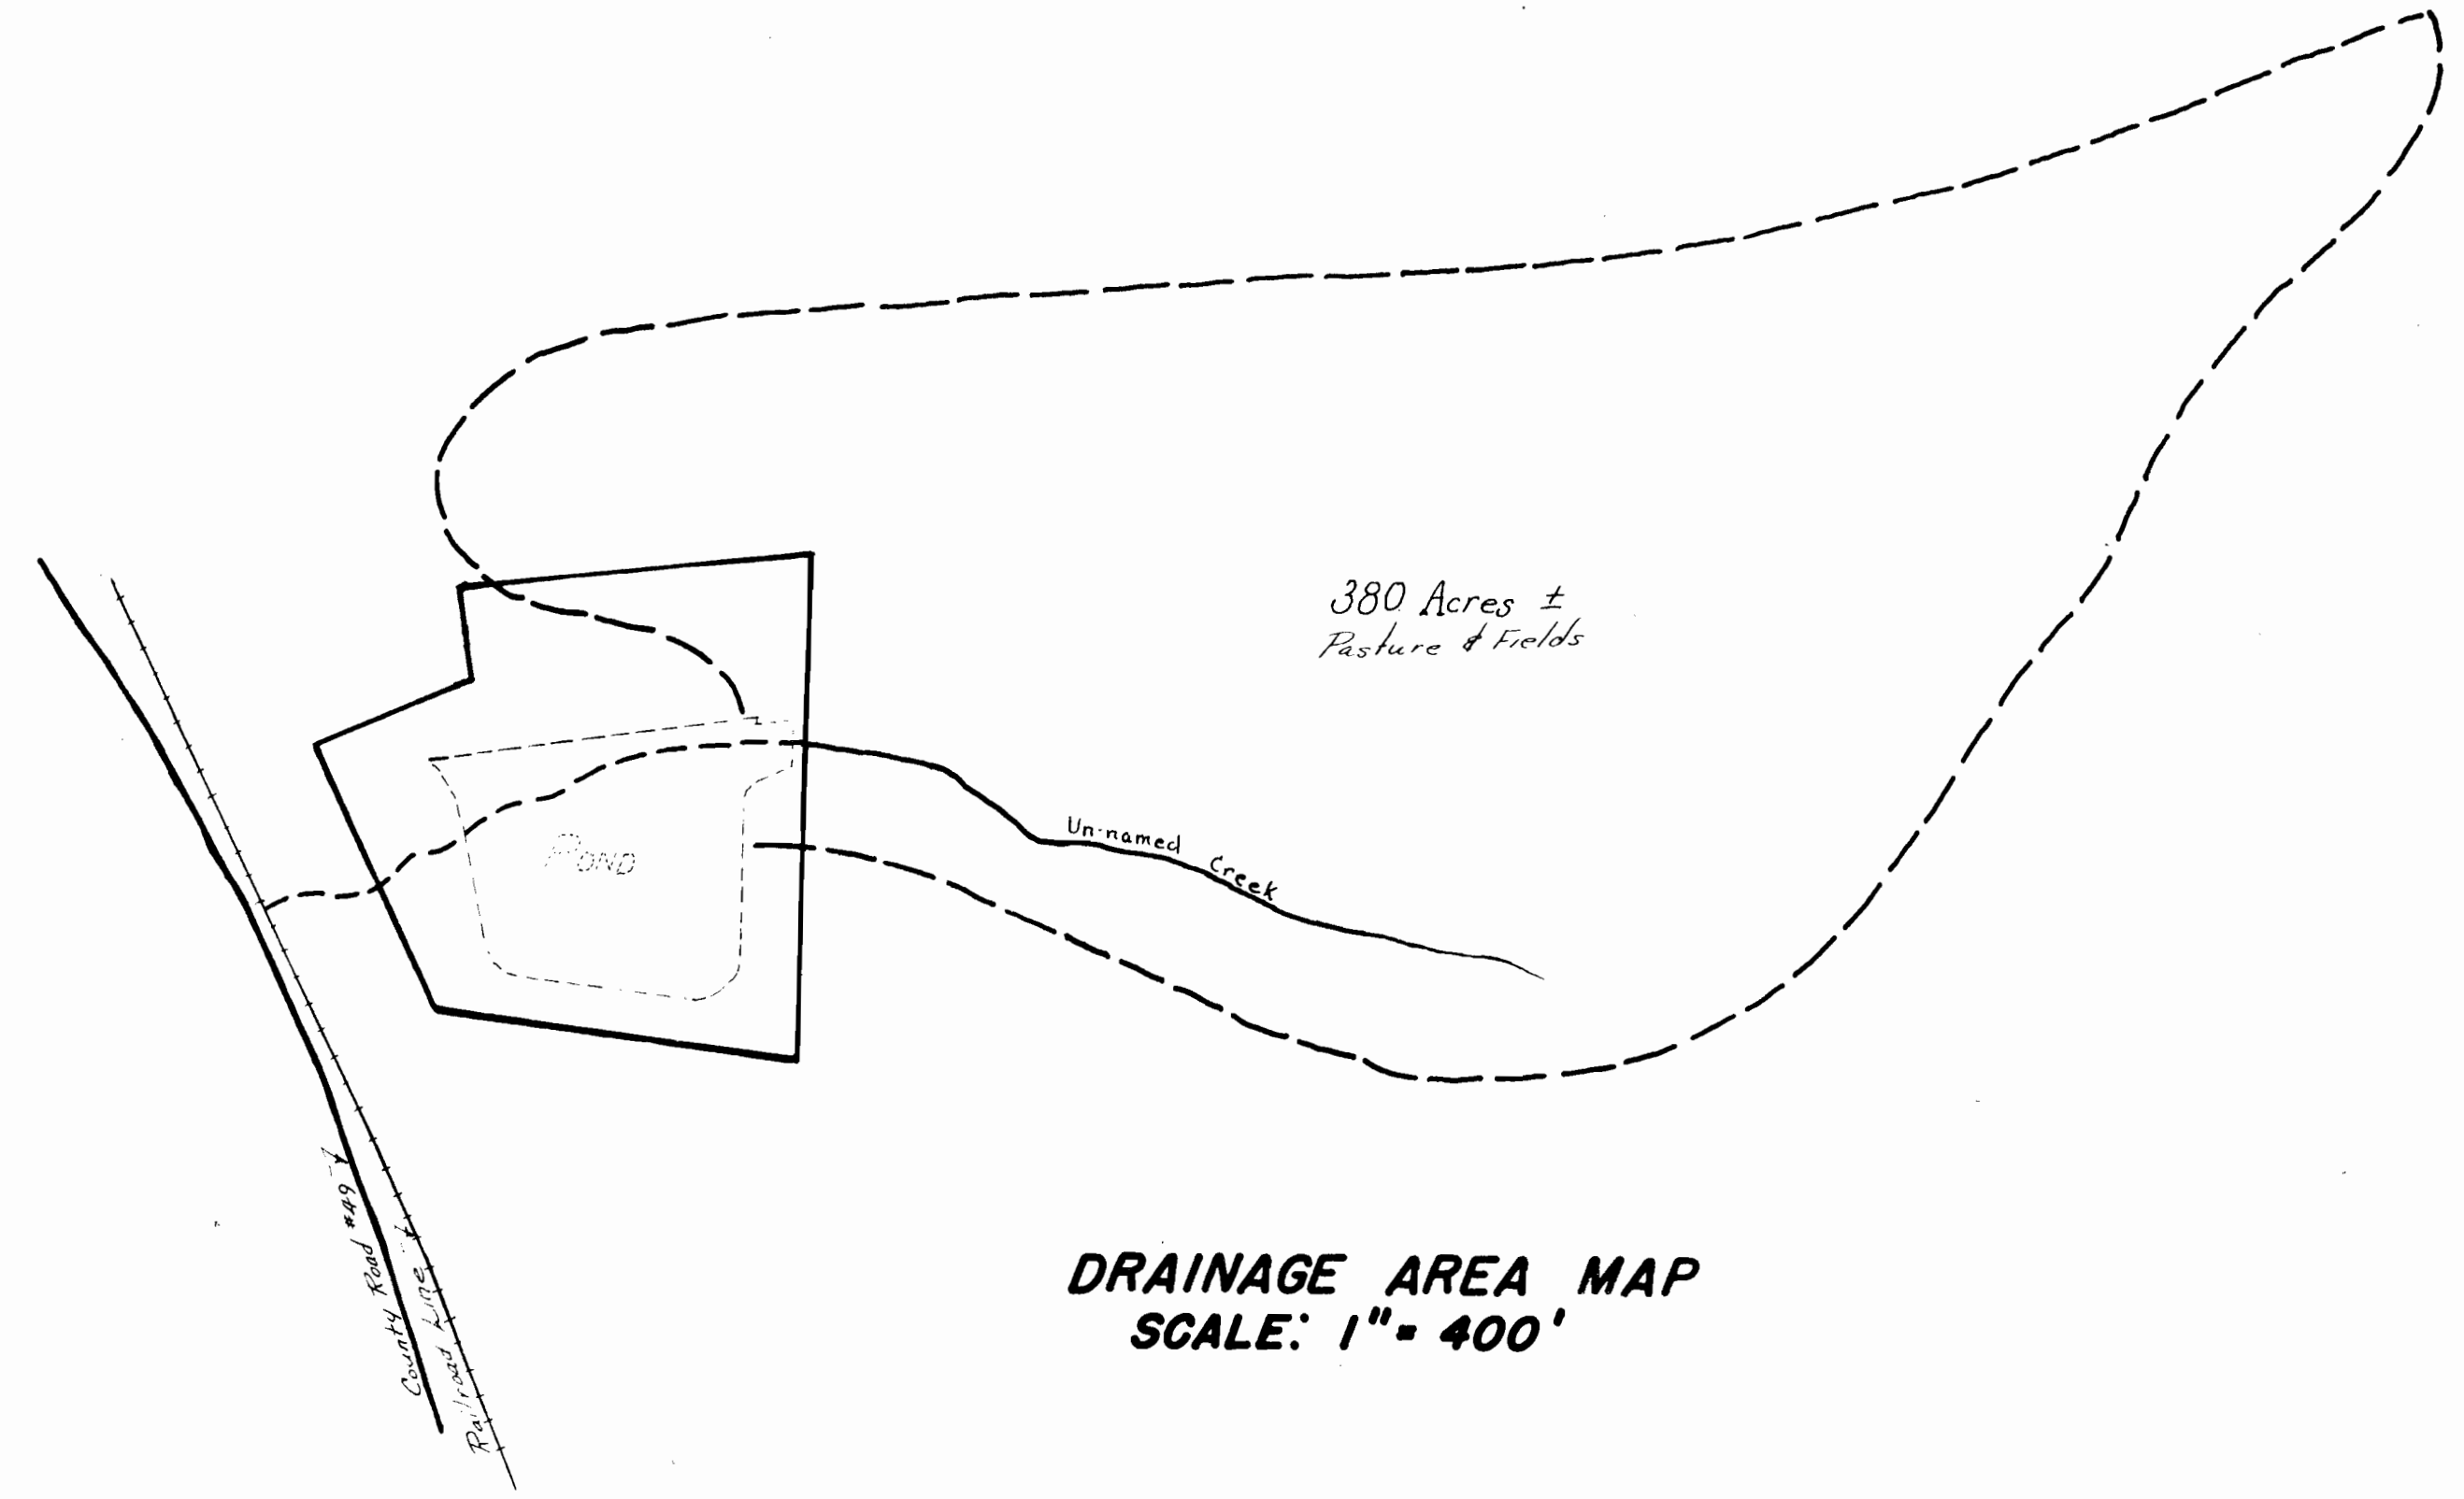 380 Acres ±
Pasture & Fields
Un-named Creek
POND
County Road #49
Railroad Line
DRAINAGE AREA MAP
SCALE: 1" = 400'